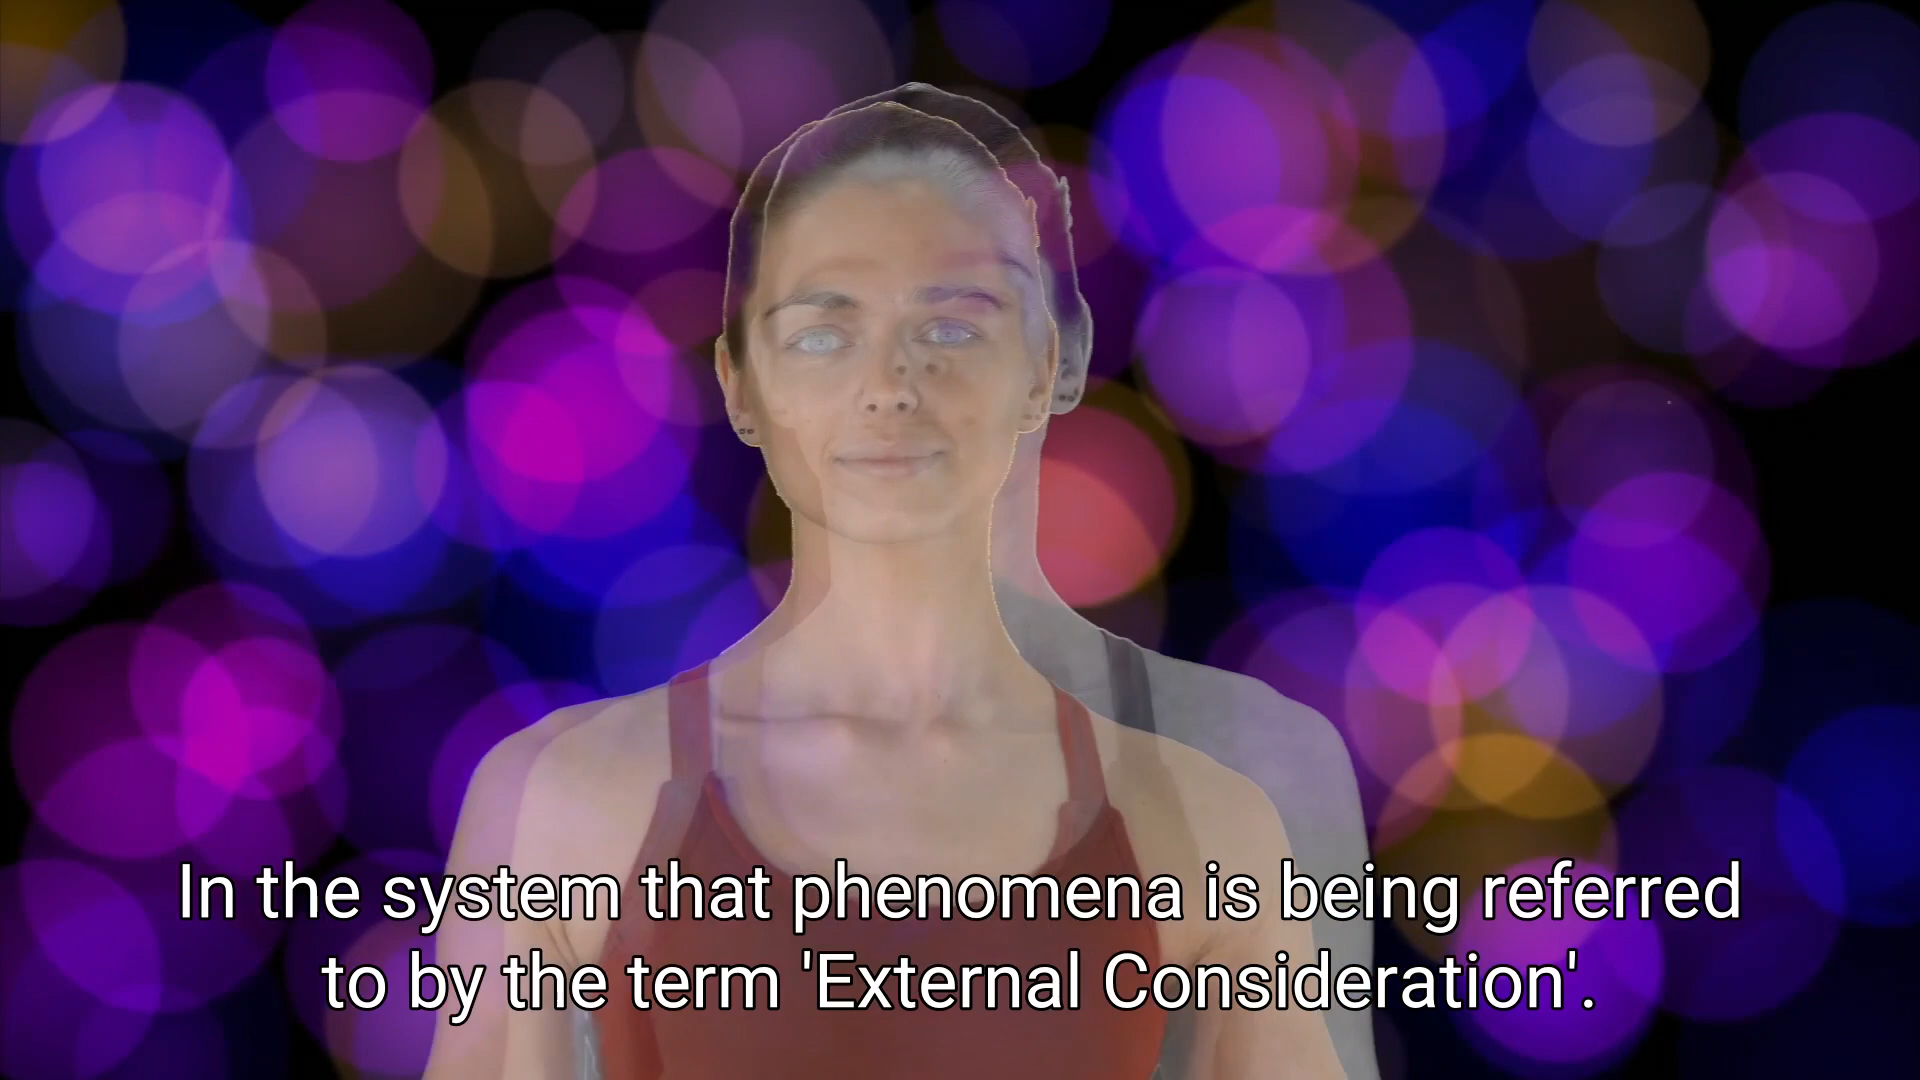 In the system that phenomena is being referred
to by the term 'External Consideration'.